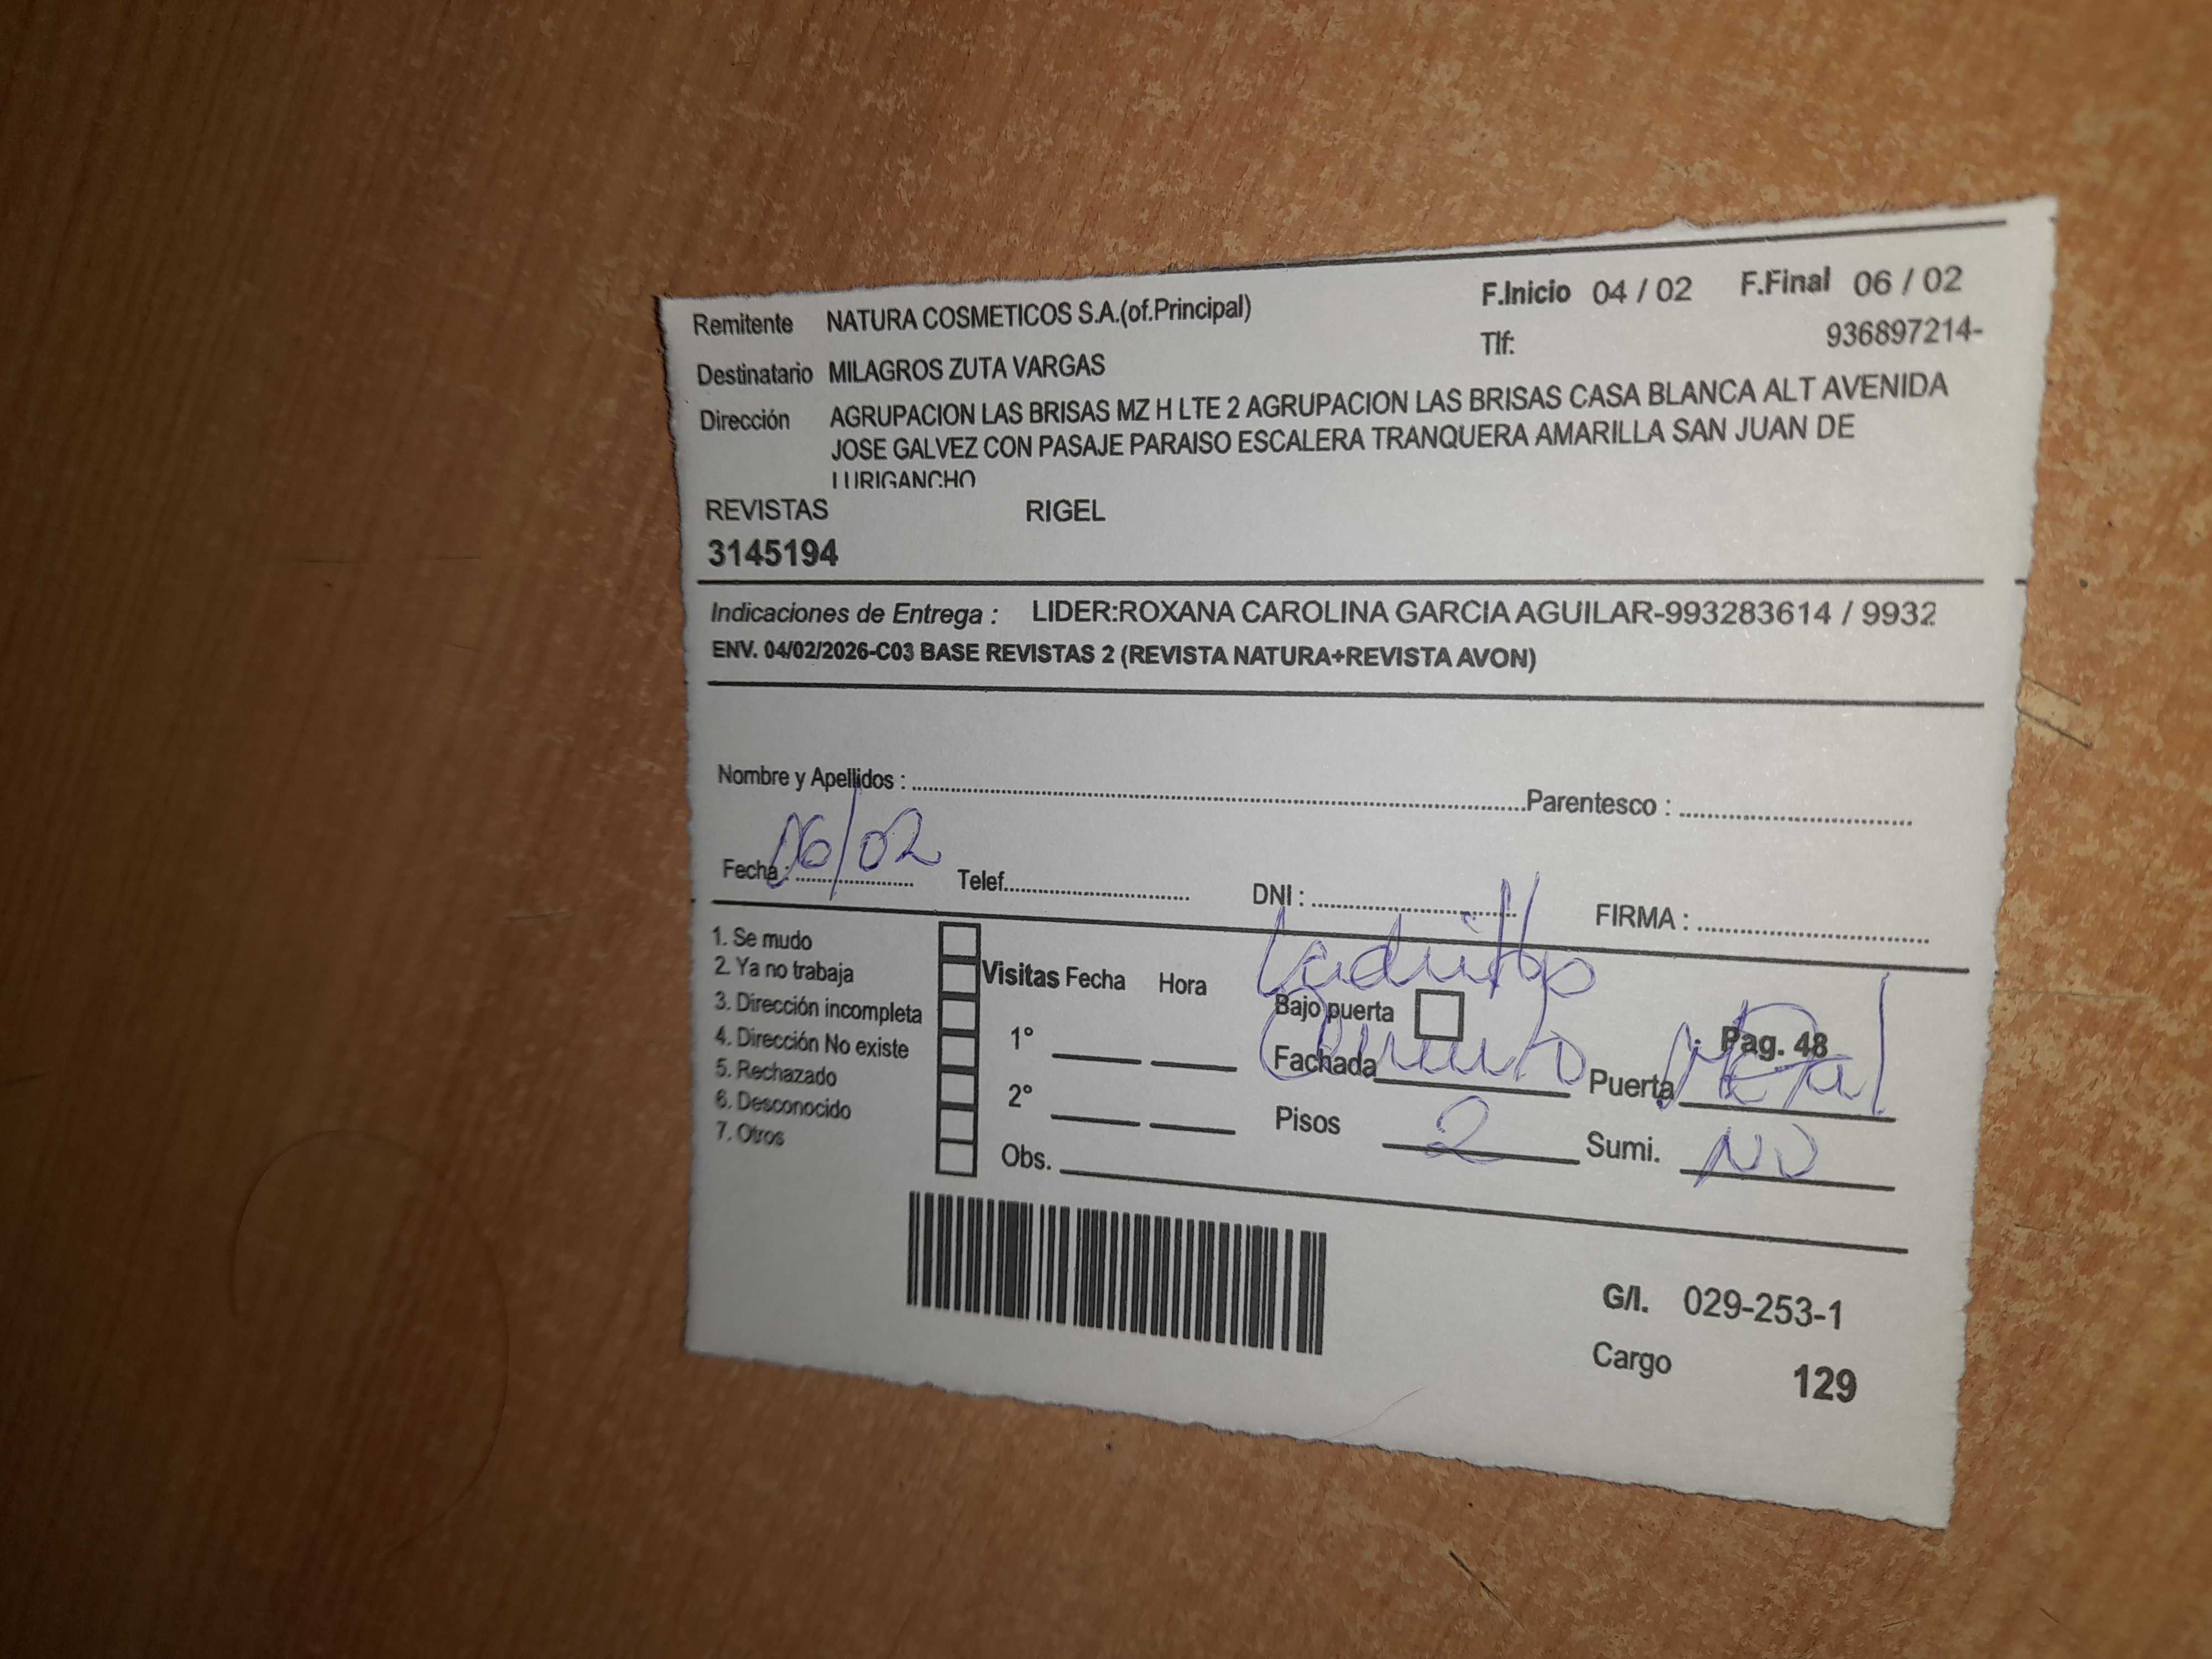 Remitente NATURA COSMETICOS S.A.(of.Principal) F.Inicio 04 / 02 F.Final 06 / 02
Tlf: 936897214-
Destinatario MILAGROS ZUTA VARGAS
Dirección AGRUPACION LAS BRISAS MZ H LTE 2 AGRUPACION LAS BRISAS CASA BLANCA ALT AVENIDA
JOSE GALVEZ CON PASAJE PARAISO ESCALERA TRANQUERA AMARILLA SAN JUAN DE
LURIGANCHO
REVISTAS RIGEL
3145194
Indicaciones de Entrega : LIDER:ROXANA CAROLINA GARCIA AGUILAR-993283614 / 9932
ENV. 04/02/2026-C03 BASE REVISTAS 2 (REVISTA NATURA+REVISTA AVON)
Nombre y Apellidos : Parentesco :
Fecha : 06/02 Telef. DNI : FIRMA :
1. Se mudo
2. Ya no trabaja
3. Dirección incompleta
4. Dirección No existe
5. Rechazado
6. Desconocido
7. Otros
Visitas Fecha Hora
1°
2°
Obs.
Ladrillo
Bajo puerta
Pag. 48
Fachada Puerta Metal
Pisos 2 Sumi. NO
G/I. 029-253-1
Cargo 129